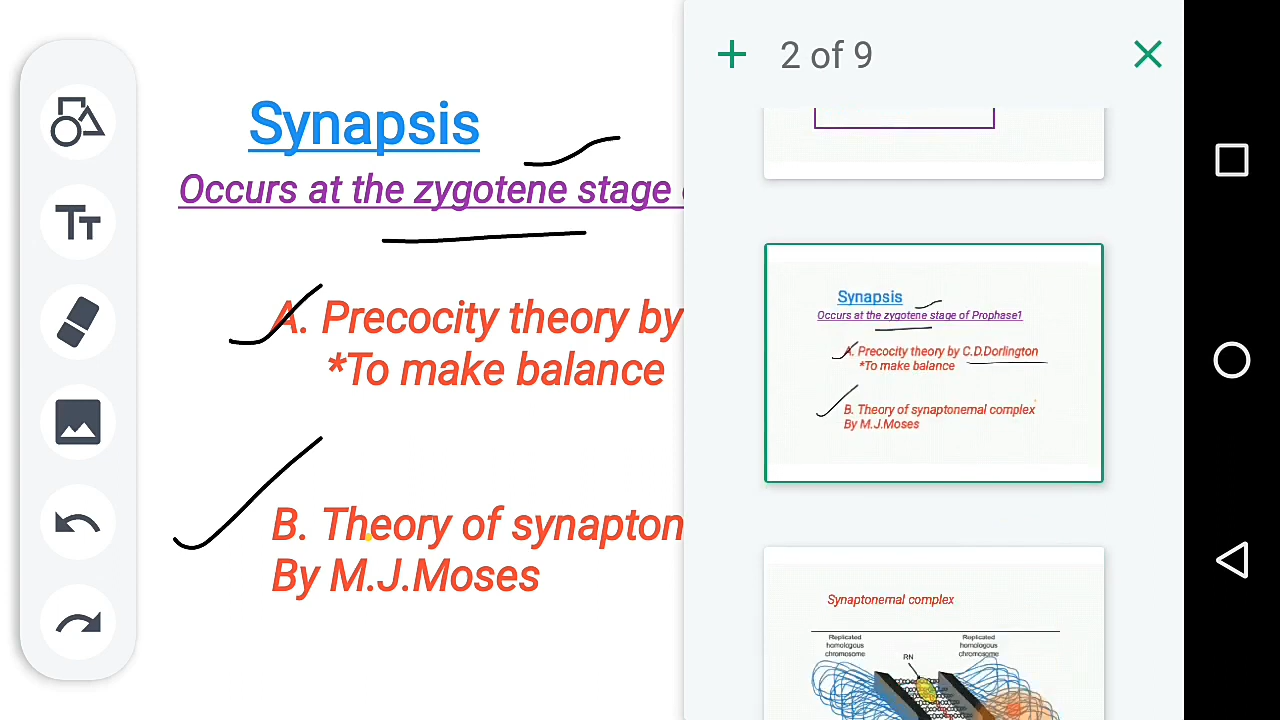 Synapsis
Occurs at the zygotene stage
A. Precocity theory by
*To make balance
B. Theory of synapton
By M.J.Moses
2 of 9
Synapsis
Occurs at the zygotene stage of Prophase1
A. Precocity theory by C.D.Dorlington
*To make balance
B. Theory of synaptonemal complex
By M.J.Moses
Synaptonemal complex
Replicated
homologous
chromosome
Replicated
homologous
chromosome
RN
TT